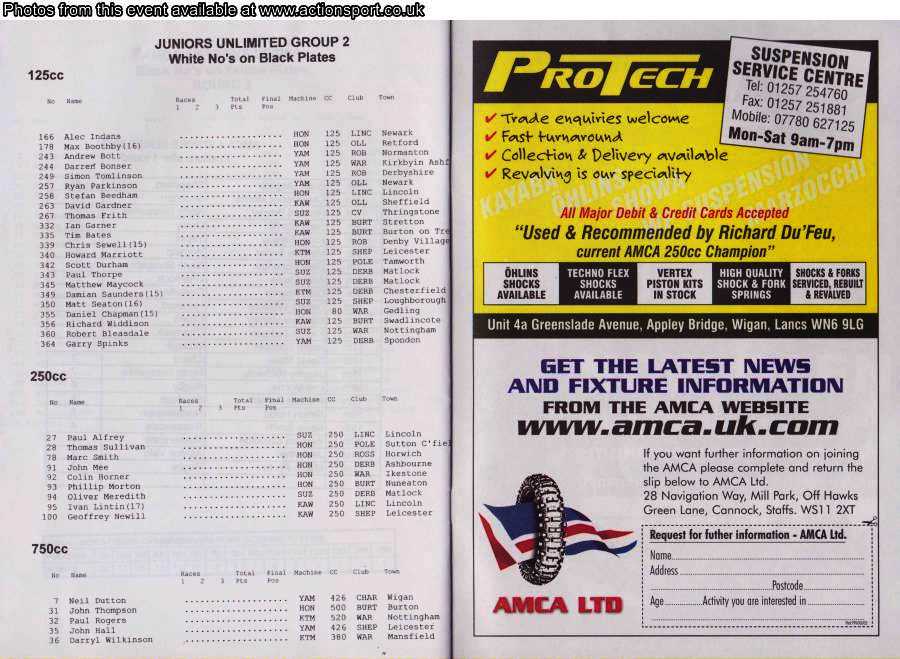 Photos from this event available at www.actionsport.co.uk
JUNIORS UNLIMITED GROUP 2
White No's on Black Plates
125cc
No Name Races Total Final Machine CC Club Town
1 2 3 Pts Pos
166 Alec Indans HON 125 LINC Newark
178 Max Boothby(16) HON 125 OLL Retford
243 Andrew Bott YAM 125 ROB Normanton
244 Darren Bonser YAM 125 WAR Kirkbyin Ashf
249 Simon Tomlinson YAM 125 ROB Derbyshire
257 Ryan Parkinson YAM 125 OLL Newark
258 Stefan Beedham HON 125 LINC Lincoln
263 David Gardner KAW 125 OLL Sheffield
267 Thomas Frith SUZ 125 CV Thringstone
332 Ian Garner KAW 125 BURT Stretton
335 Tim Bates KAW 125 BURT Burton on Tre
339 Chris Sewell(15) HON 125 ROB Denby Village
340 Howard Marriott KTM 125 SHEP Leicester
342 Scott Durham HON 125 POLE Tamworth
343 Paul Thorpe SUZ 125 DERB Matlock
345 Matthew Maycock SUZ 125 DERB Matlock
349 Damian Saunders(15) KTM 125 DERB Chesterfield
350 Matt Seaton(16) SUZ 125 SHEP Loughborough
355 Daniel Chapman(15) HON 80 WAR Gedling
356 Richard Widdison KAW 125 BURT Swadlincote
360 Robert Bleasdale SUZ 125 WAR Nottingham
364 Garry Spinks YAM 125 DERB Spondon
250cc
No Name Races Total Final Machine CC Club Town
1 2 3 Pts Pos
27 Paul Alfrey SUZ 250 LINC Lincoln
28 Thomas Sullivan HON 250 POLE Sutton C'fiel
78 Marc Smith HON 250 ROSS Horwich
91 John Mee HON 250 DERB Ashbourne
92 Colin Horner HON 250 WAR Ikestone
93 Phillip Morton HON 250 BURT Nuneaton
94 Oliver Meredith SUZ 250 DERB Matlock
95 Ivan Lintin(17) KAW 250 LINC Lincoln
100 Geoffrey Newill KAW 250 SHEP Leicester
750cc
No Name Races Total Final Machine CC Club Town
1 2 3 Pts Pos
7 Neil Dutton YAM 426 CHAR Wigan
31 John Thompson HON 500 BURT Burton
32 Paul Rogers KTM 520 WAR Nottingham
35 John Hall YAM 426 SHEP Leicester
36 Darryl Wilkinson KTM 380 WAR Mansfield
PROTECH
SUSPENSION
SERVICE CENTRE
Tel: 01257 254760
Fax: 01257 251881
Mobile: 07780 627125
Mon-Sat 9am-7pm
Trade enquiries welcome
Fast turnaround
Collection & Delivery available
Revalving is our speciality
All Major Debit & Credit Cards Accepted
"Used & Recommended by Richard Du'Feu,
current AMCA 250cc Champion"
ÖHLINS
SHOCKS
AVAILABLE
TECHNO FLEX
SHOCKS
AVAILABLE
VERTEX
PISTON KITS
IN STOCK
HIGH QUALITY
SHOCK & FORK
SPRINGS
SHOCKS & FORKS
SERVICED, REBUILT
& REVALVED
Unit 4a Greenslade Avenue, Appley Bridge, Wigan, Lancs WN6 9LG
GET THE LATEST NEWS
AND FIXTURE INFORMATION
FROM THE AMCA WEBSITE
www.amca.uk.com
If you want further information on joining
the AMCA please complete and return the
slip below to AMCA Ltd.
28 Navigation Way, Mill Park, Off Hawks
Green Lane, Cannock, Staffs. WS11 2XT
AMCA LTD
Request for futher information - AMCA Ltd.
Name
Address
Postcode
Age Activity you are interested in